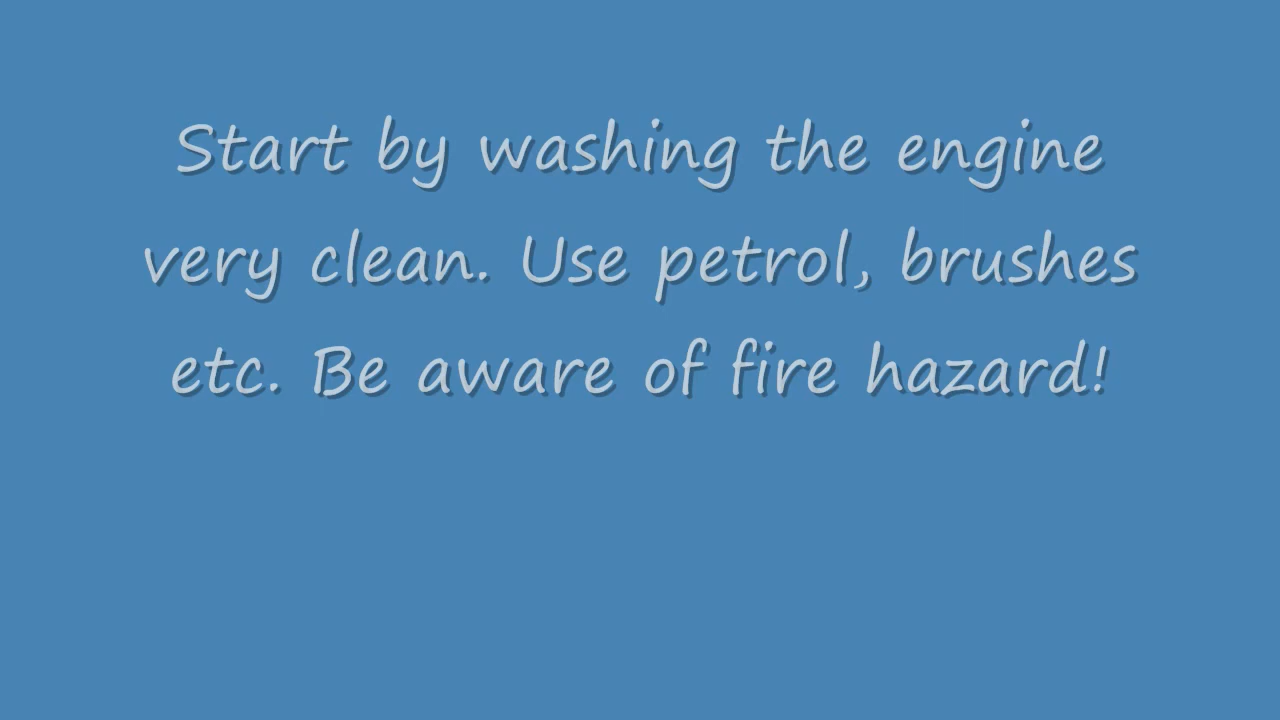 Start by washing the engine
very clean. Use petrol, brushes
etc. Be aware of fire hazard!